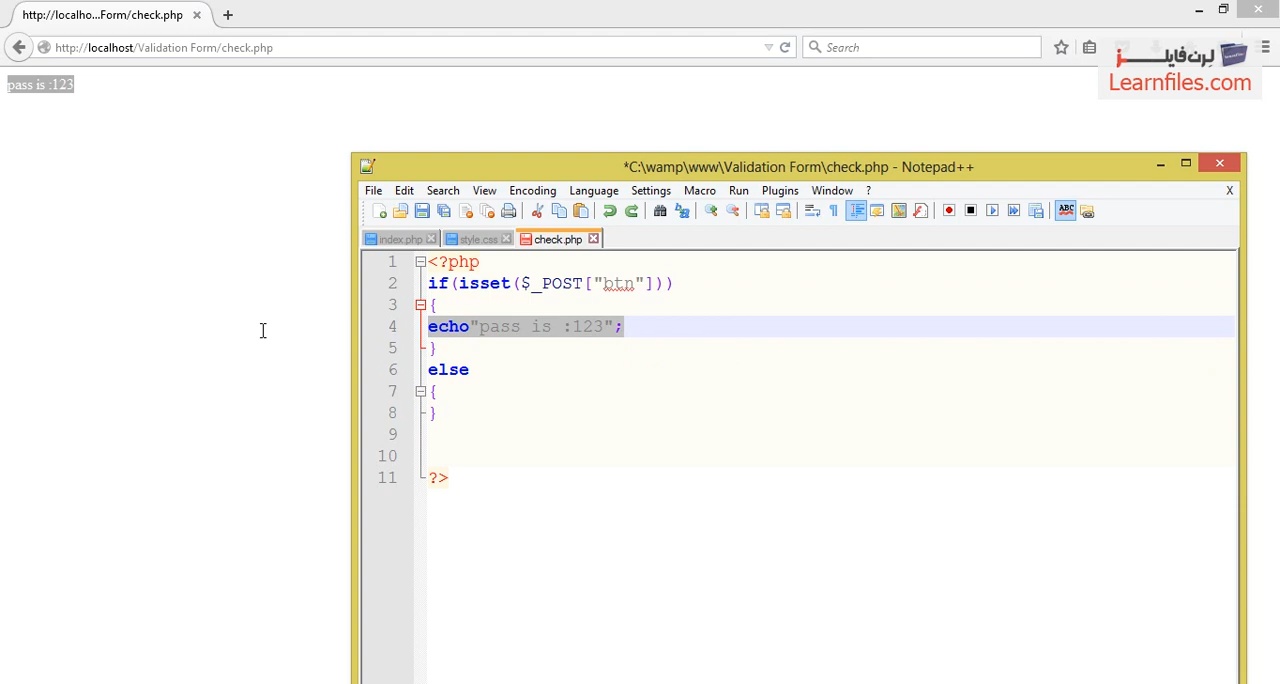 http://localho...Form/check.php
http://localhost/Validation Form/check.php
Search
لرن فایلز
Learnfiles.com
pass is :123
*C:\wamp\www\Validation Form\check.php - Notepad++
File Edit Search View Encoding Language Settings Macro Run Plugins Window ? X
ABC
index.php style.css check.php
1 <?php
2 if(isset($_POST["btn"]))
3 {
4 echo"pass is :123";
5 }
6 else
7 {
8 }
9
10
11 ?>